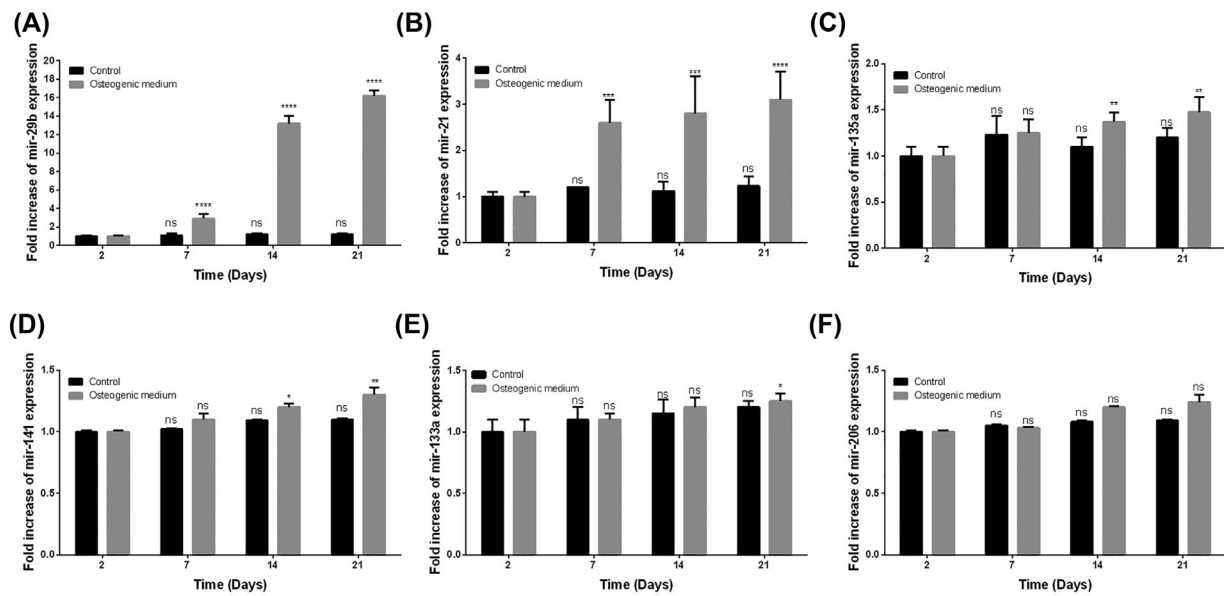 (A)
Fold increase of mir-29b expression
Control
Osteogenic medium
20
18
16
14
12
10
8
6
4
2
0
ns
****
ns
****
ns
****
2
7
14
21
Time (Days)
(B)
Fold increase of mir-21 expression
Control
Osteogenic medium
4
3
2
1
0
ns
***
ns
***
ns
****
2
7
14
21
Time (Days)
(C)
Fold increase of mir-135a expression
Control
Osteogenic medium
2.0
1.5
1.0
0.5
0.0
ns
ns
ns
**
ns
**
2
7
14
21
Time (Days)
(D)
Fold increase of mir-141 expression
Control
Osteogenic medium
1.5
1.0
0.5
0.0
ns
ns
ns
*
ns
**
2
7
14
21
Time (Days)
(E)
Fold increase of mir-133a expression
Control
Osteogenic medium
1.5
1.0
0.5
0.0
ns
ns
ns
ns
ns
*
2
7
14
21
Time (Days)
(F)
Fold increase of mir-206 expression
Control
Osteogenic medium
1.5
1.0
0.5
0.0
ns
ns
ns
ns
ns
ns
2
7
14
21
Time (Days)